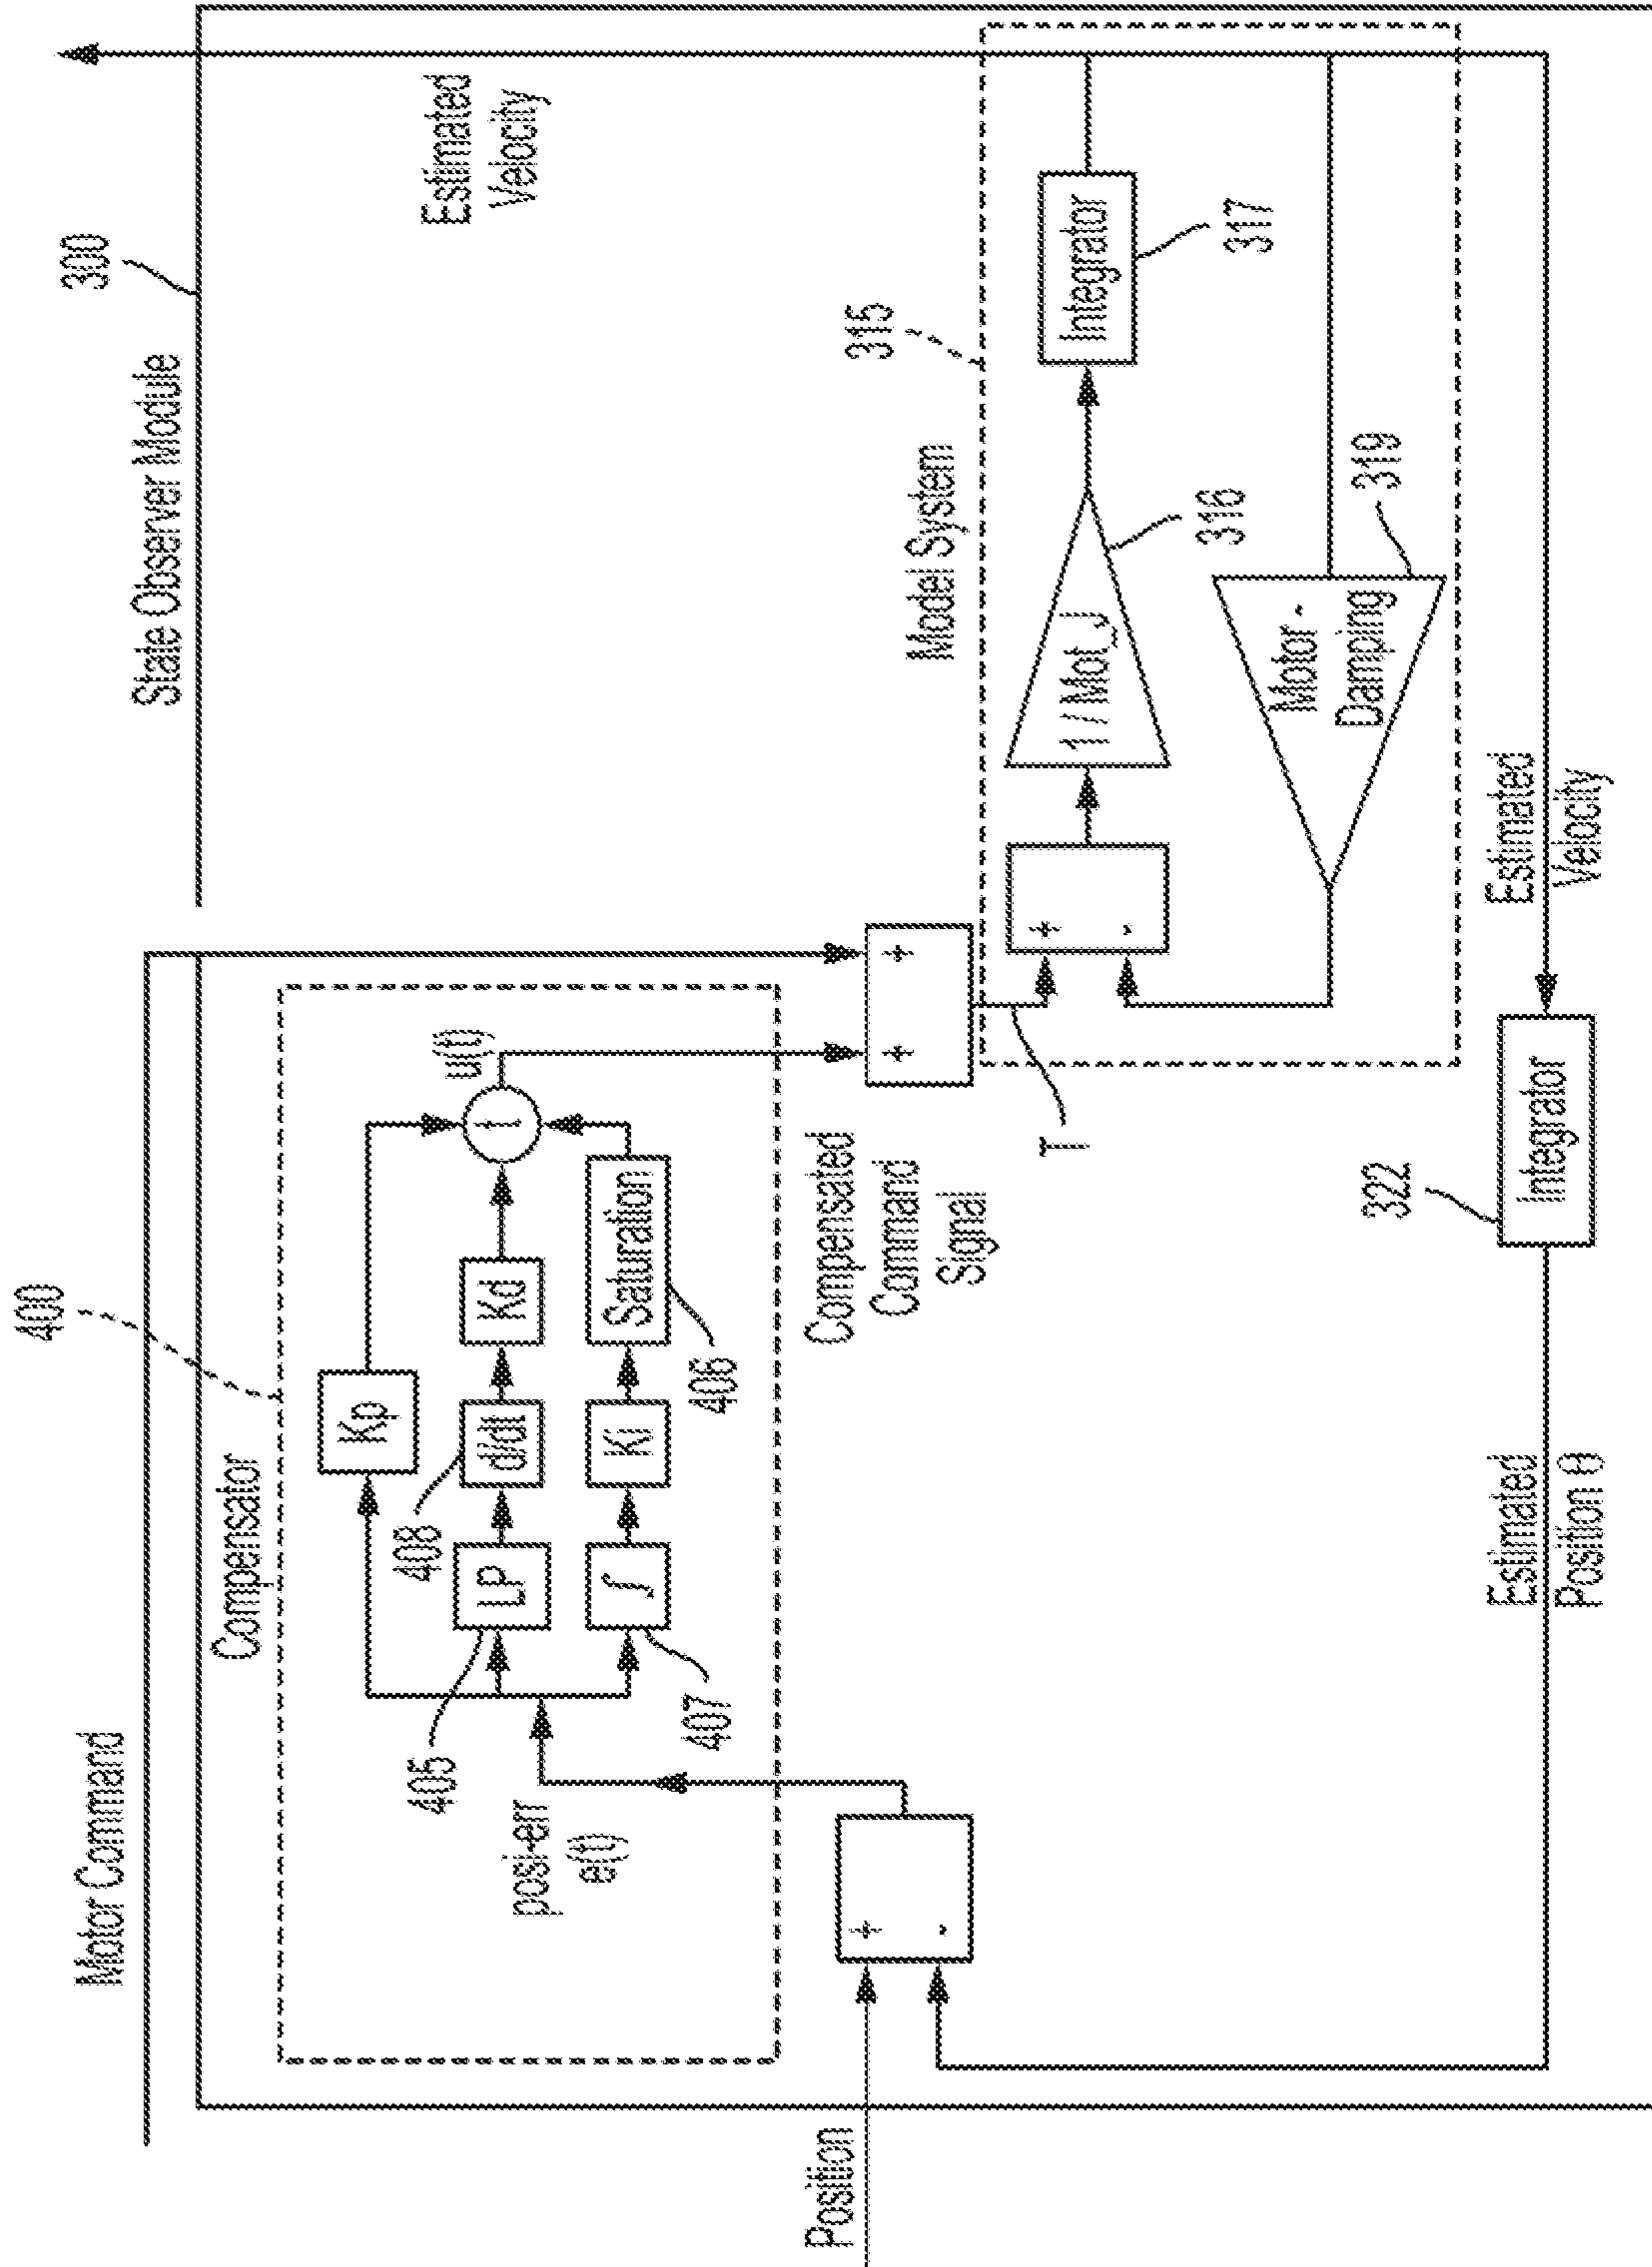 Motor Command
400
State Observer Module
300
Compensator
Kp
u(t)
Estimated
Velocity
408
LP
d/dt
Kd
405
posi-err
e(t)
∫
Ki
Saturation
407
406
Position
+
-
Compensated
Command
Signal
+
+
T
Model System
315
+
-
1 / Mot_J
Integrator
316
317
Motor -
Damping
319
Estimated
Velocity
322
Integrator
Estimated
Position θ